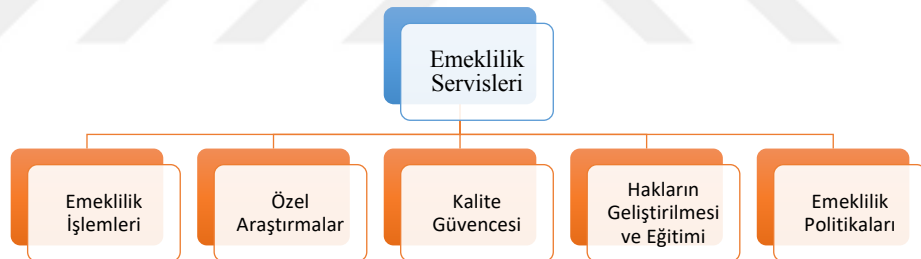 Emeklilik
Servisleri
Emeklilik
İşlemleri
Özel
Araştırmalar
Kalite
Güvencesi
Hakların
Geliştirilmesi
ve Eğitimi
Emeklilik
Politikaları